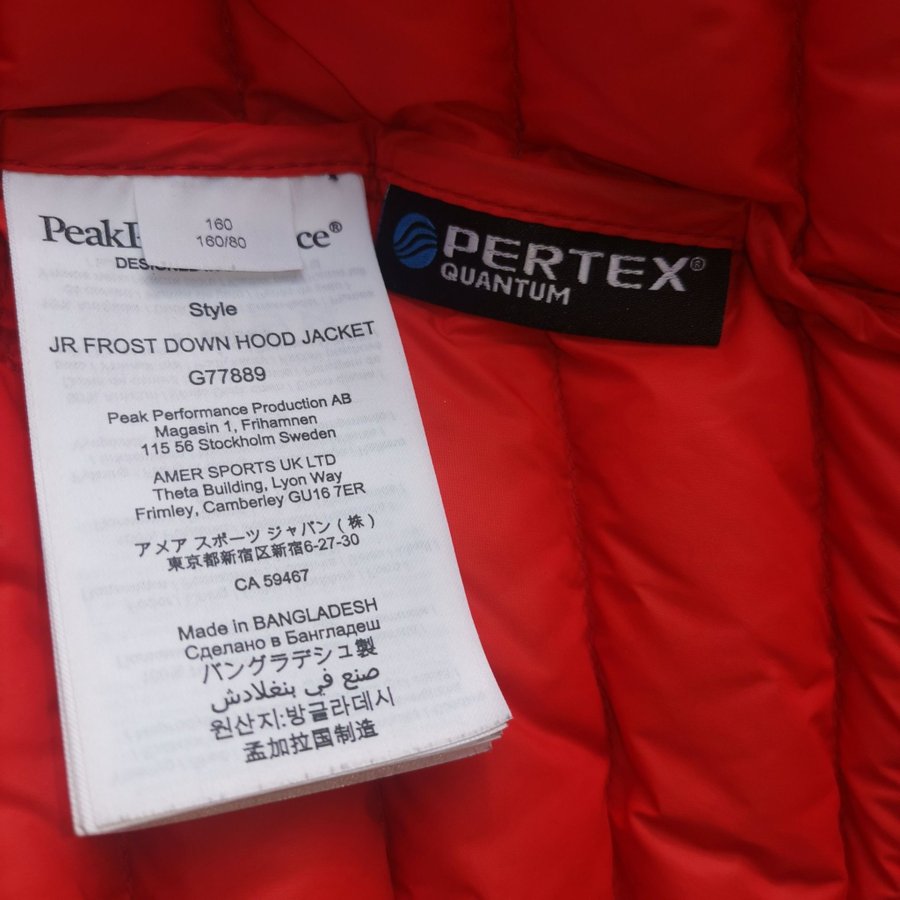 160
160/80
Style
JR FROST DOWN HOOD JACKET
G77889
Peak Performance Production AB
Magasin 1, Frihamnen
115 56 Stockholm Sweden
AMER SPORTS UK LTD
Theta Building, Lyon Way
Frimley, Camberley GU16 7ER
アメア スポーツ ジャパン ( 株 )
東京都新宿区新宿6-27-30
CA 59467
Made in BANGLADESH
Сделано в Бангладеш
バングラデシュ製
صنع في بنغلادش
원산지:방글라데시
孟加拉国制造
PERTEX®
QUANTUM